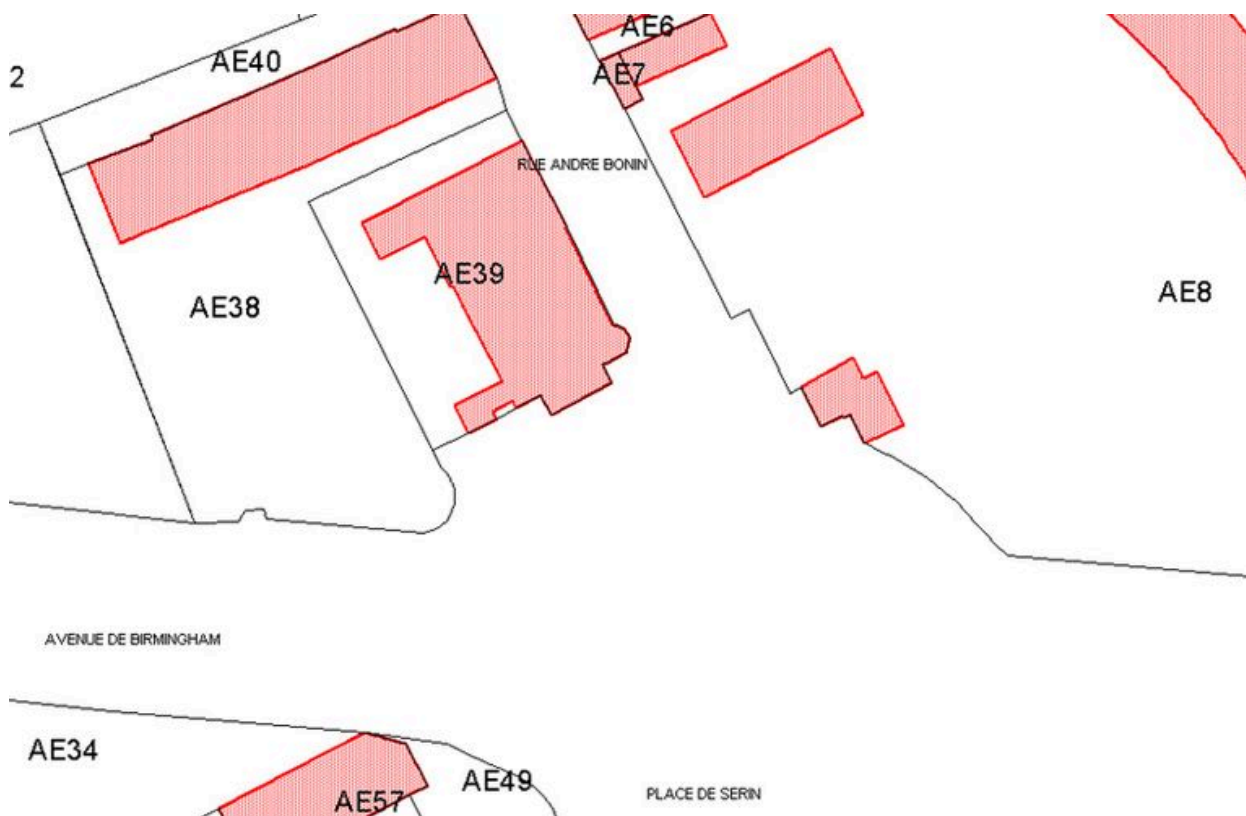 AE6
AE40
2
AE7
RUE ANDRE BONIN
AE39
AE38
AE8
AVENUE DE BIRMINGHAM
AE34
AE49
AE57
PLACE DE SERIN